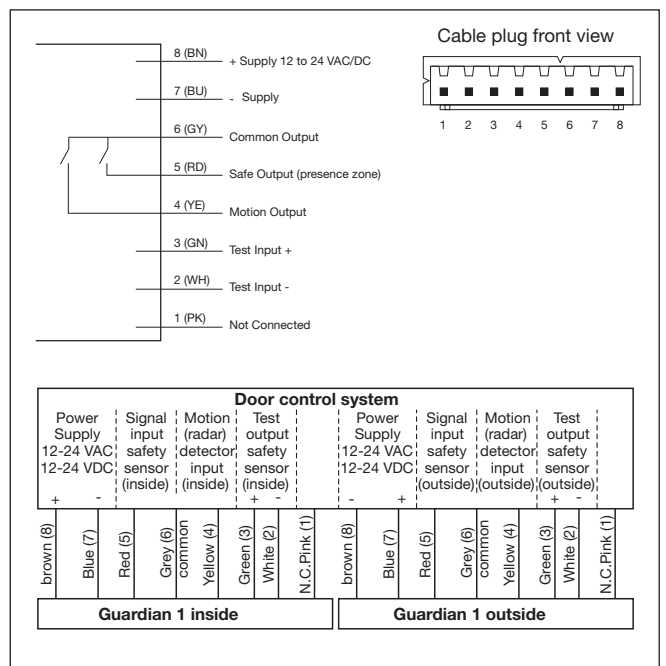 8 (BN)
+ Supply 12 to 24 VAC/DC
7 (BU)
- Supply
6 (GY)
Common Output
5 (RD)
Safe Output (presence zone)
4 (YE)
Motion Output
3 (GN)
Test Input +
2 (WH)
Test Input -
1 (PK)
Not Connected
Cable plug front view
1 2 3 4 5 6 7 8
Door control system
Power
Supply
12-24 VAC
12-24 VDC
+ -
Signal
input
safety
sensor
(inside)
Motion
(radar)
detector
input
(inside)
Test
output
safety
sensor
(inside)
+ -
Power
Supply
12-24 VAC
12-24 VDC
- +
Signal
input
safety
sensor
(outside)
Motion
(radar)
detector
input
(outside)
Test
output
safety
sensor
(outside)
+ -
brown (8)
Blue (7)
Red (5)
Grey (6)
common
Yellow (4)
Green (3)
White (2)
N.C.Pink (1)
brown (8)
Blue (7)
Red (5)
Grey (6)
common
Yellow (4)
Green (3)
White (2)
N.C.Pink (1)
Guardian 1 inside
Guardian 1 outside